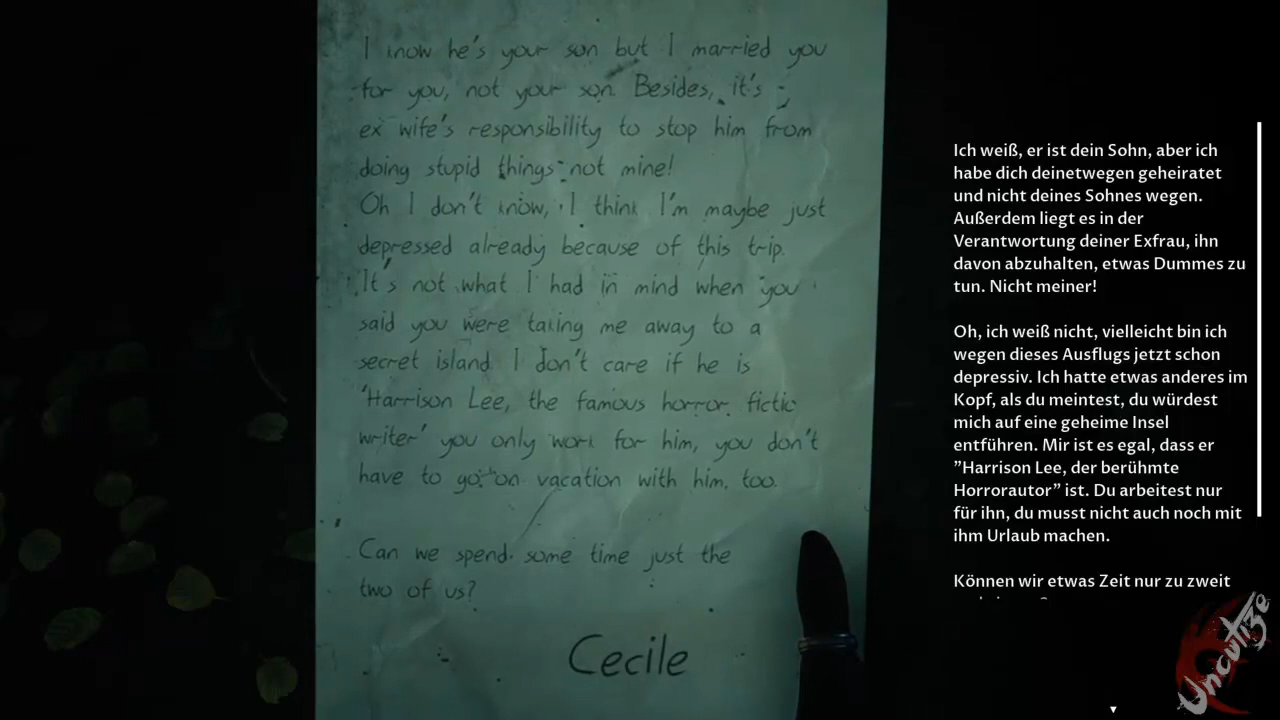 I know he's your son but I married you
for you, not your son. Besides, it's
ex wife's responsibility to stop him from
doing stupid things not mine!
Oh I don't know, I think I'm maybe just
depressed already because of this trip.
It's not what I had in mind when you
said you were taking me away to a
secret island. I don't care if he is
'Harrison Lee, the famous horror fictio
writer' you only work for him, you don't
have to go on vacation with him, too.
Can we spend some time just the
two of us?
Cecile
Ich weiß, er ist dein Sohn, aber ich
habe dich deinetwegen geheiratet
und nicht deines Sohnes wegen.
Außerdem liegt es in der
Verantwortung deiner Exfrau, ihn
davon abzuhalten, etwas Dummes zu
tun. Nicht meiner!
Oh, ich weiß nicht, vielleicht bin ich
wegen dieses Ausflugs jetzt schon
depressiv. Ich hatte etwas anderes im
Kopf, als du meintest, du würdest
mich auf eine geheime Insel
entführen. Mir ist es egal, dass er
"Harrison Lee, der berühmte
Horrorautor" ist. Du arbeitest nur
für ihn, du musst nicht auch noch mit
ihm Urlaub machen.
Können wir etwas Zeit nur zu zweit
Uncut1ze